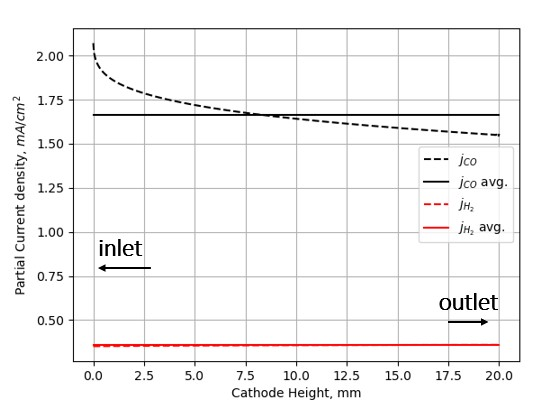 2.00
1.75
1.50
1.25
1.00
0.75
0.50
Partial Current density, mA/cm²
j_CO
j_CO avg.
j_H₂
j_H₂ avg.
inlet
outlet
0.0 2.5 5.0 7.5 10.0 12.5 15.0 17.5 20.0
Cathode Height, mm